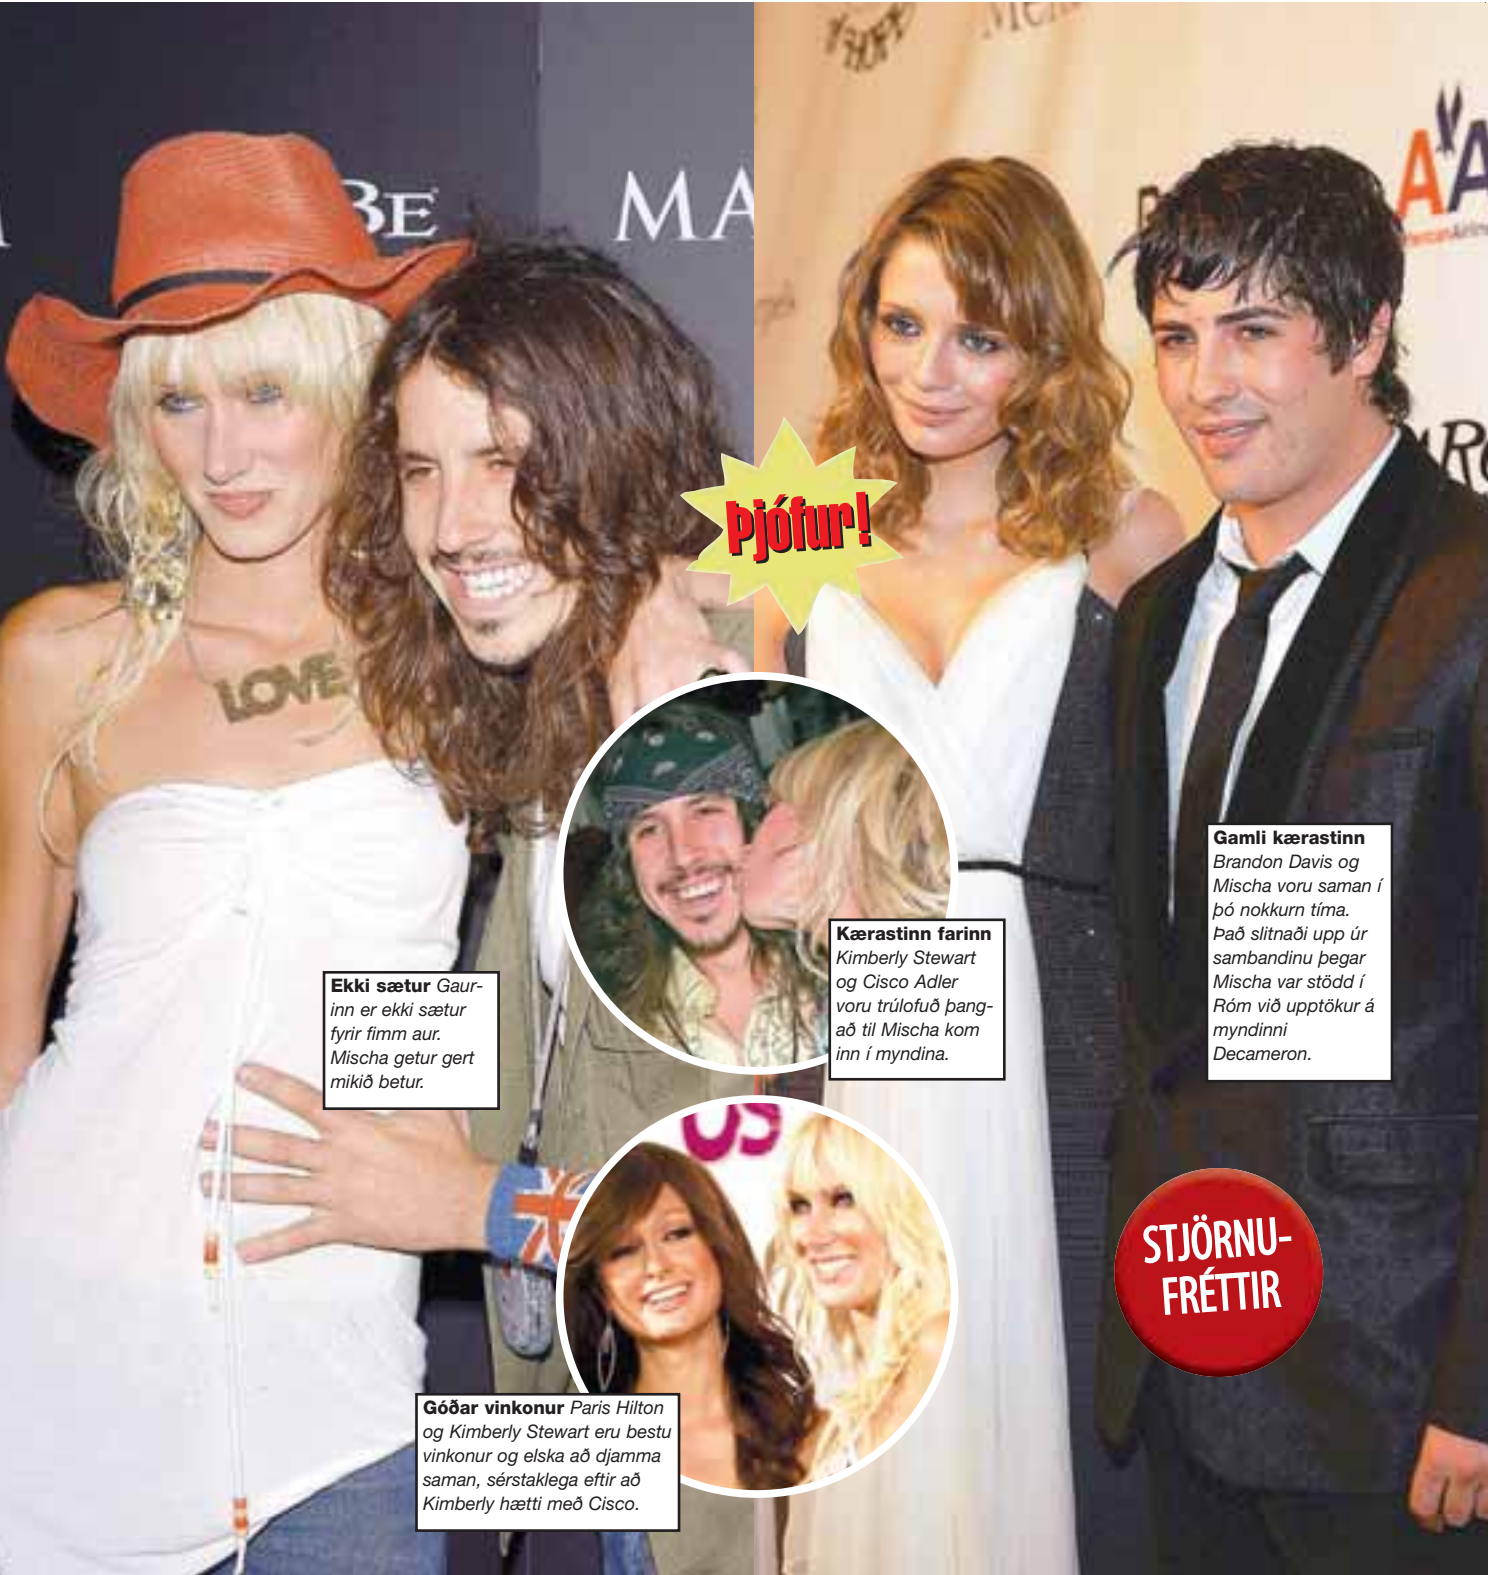 BE
MA
AA
Þjófur!
Gamli kærastinn
Brandon Davis og
Mischa voru saman í
þó nokkurn tíma.
Það slitnaði upp úr
sambandinu þegar
Mischa var stödd í
Róm við upptökur á
myndinni
Decameron.
LOVE
Kærastinn farinn
Kimberly Stewart
og Cisco Adler
voru trúlofuð þang-
að til Mischa kom
inn í myndina.
Ekki sætur Gaur-
inn er ekki sætur
fyrir fimm aur.
Mischa getur gert
mikið betur.
STJÖRNU-
FRÉTTIR
Góðar vinkonur Paris Hilton
og Kimberly Stewart eru bestu
vinkonur og elska að djamma
saman, sérstaklega eftir að
Kimberly hætti með Cisco.